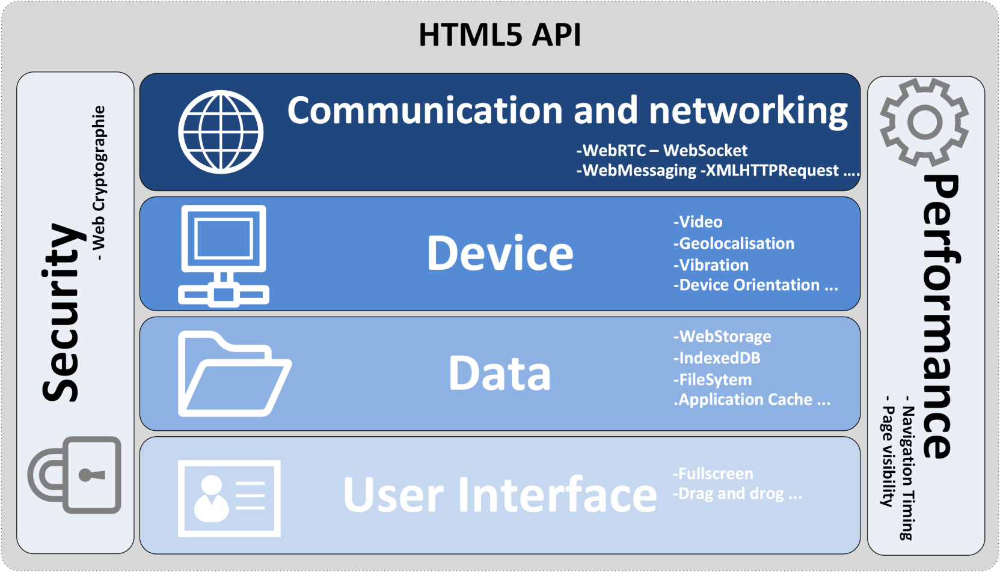 HTML5 API
Security
- Web Cryptographie
Communication and networking
-WebRTC – WebSocket
-WebMessaging -XMLHTTPRequest ....
Device
-Video
-Geolocalisation
-Vibration
-Device Orientation ...
Data
-WebStorage
-IndexedDB
-FileSytem
.Application Cache ...
User Interface
-Fullscreen
-Drag and drog ...
Performance
- Navigation Timing
- Page visibility